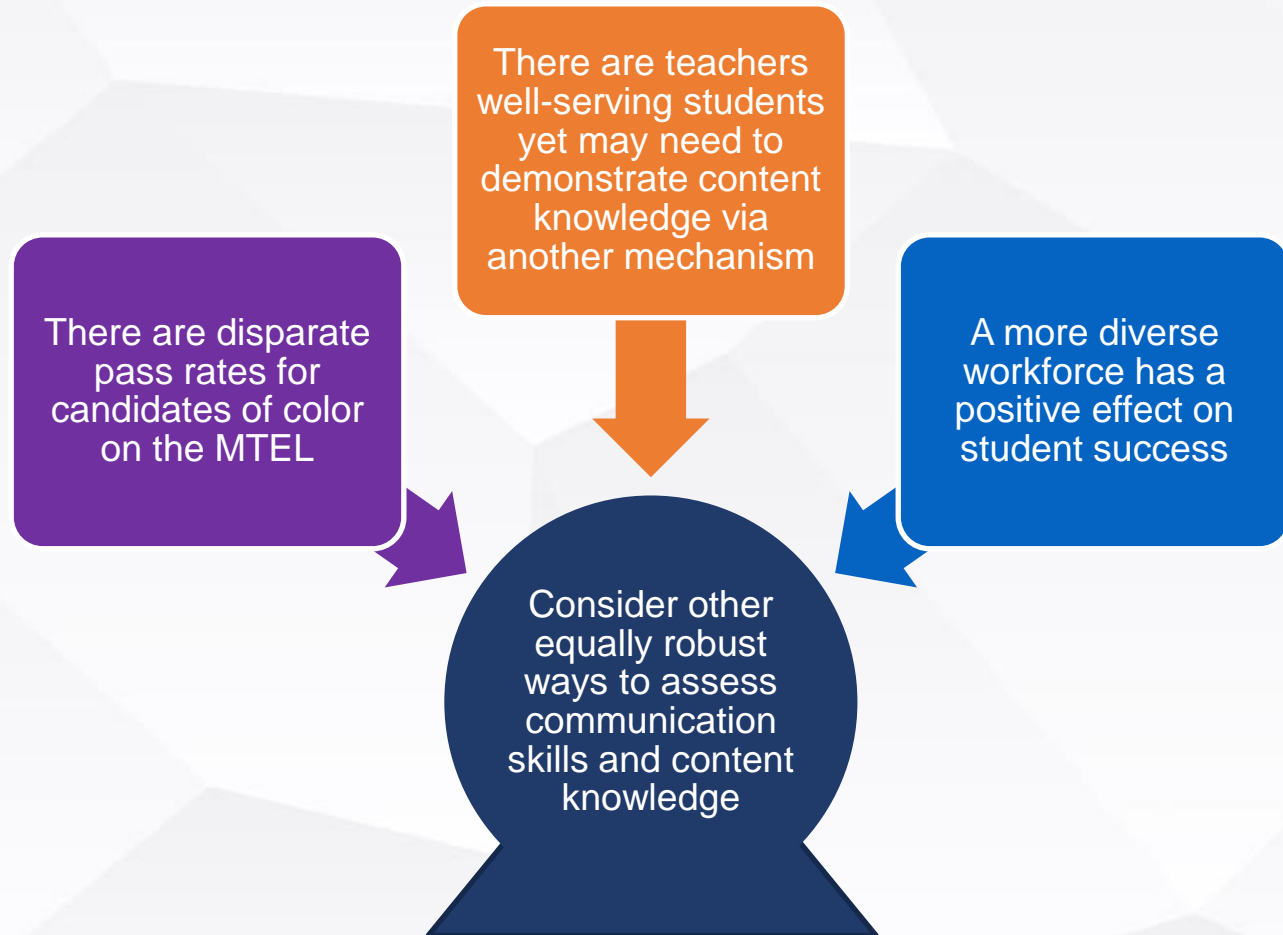 There are teachers
well-serving students
yet may need to
demonstrate content
knowledge via
another mechanism
There are disparate
pass rates for
candidates of color
on the MTEL
A more diverse
workforce has a
positive effect on
student success
Consider other
equally robust
ways to assess
communication
skills and content
knowledge